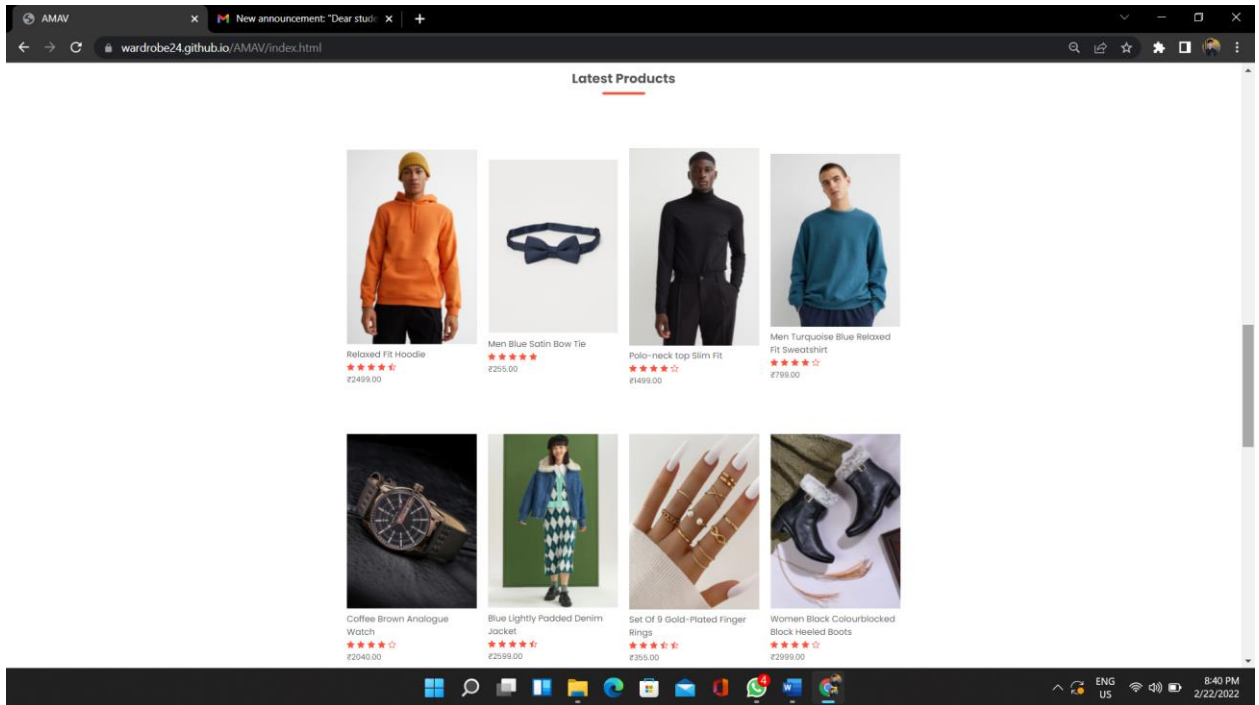 AMAV
New announcement: "Dear stude
wardrobe24.github.io/AMAV/index.html
Latest Products
Relaxed Fit Hoodie
₹2499.00
Men Blue Satin Bow Tie
₹255.00
Polo-neck top Slim Fit
₹1499.00
Men Turquoise Blue Relaxed
Fit Sweatshirt
₹799.00
Coffee Brown Analogue
Watch
₹2040.00
Blue Lightly Padded Denim
Jacket
₹2599.00
Set Of 9 Gold-Plated Finger
Rings
₹355.00
Women Black Colourblocked
Block Heeled Boots
₹2999.00
4
ENG
US
8:40 PM
2/22/2022